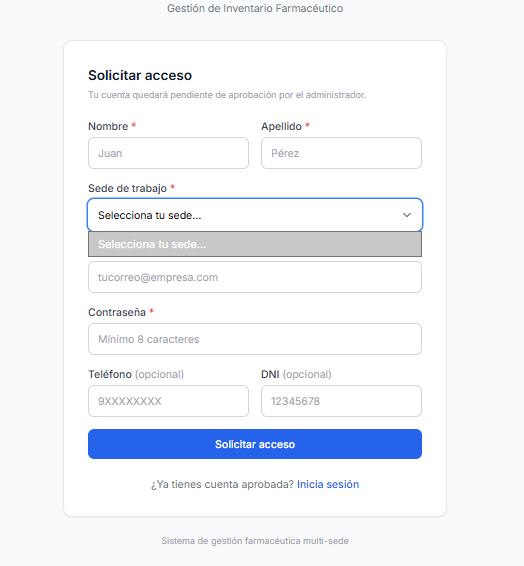 Gestión de Inventario Farmacéutico
Solicitar acceso
Tu cuenta quedará pendiente de aprobación por el administrador.
Nombre * Apellido *
Juan Pérez
Sede de trabajo *
Selecciona tu sede...
Selecciona tu sede...
tucorreo@empresa.com
Contraseña *
Mínimo 8 caracteres
Teléfono (opcional) DNI (opcional)
9XXXXXXXX 12345678
Solicitar acceso
¿Ya tienes cuenta aprobada? Inicia sesión
Sistema de gestión farmacéutica multi-sede